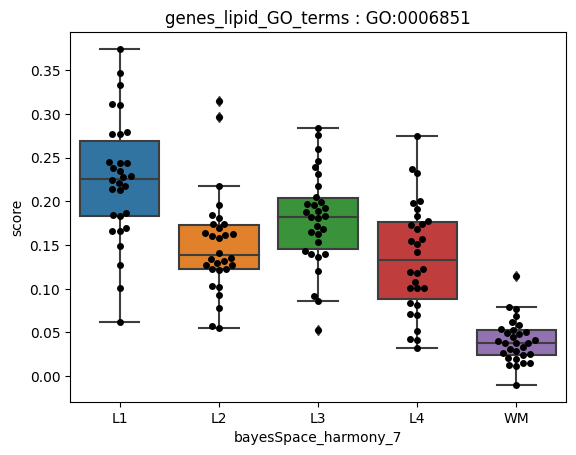 genes_lipid_GO_terms : GO:0006851
score
0.35
0.30
0.25
0.20
0.15
0.10
0.05
0.00
L1 L2 L3 L4 WM
bayesSpace_harmony_7